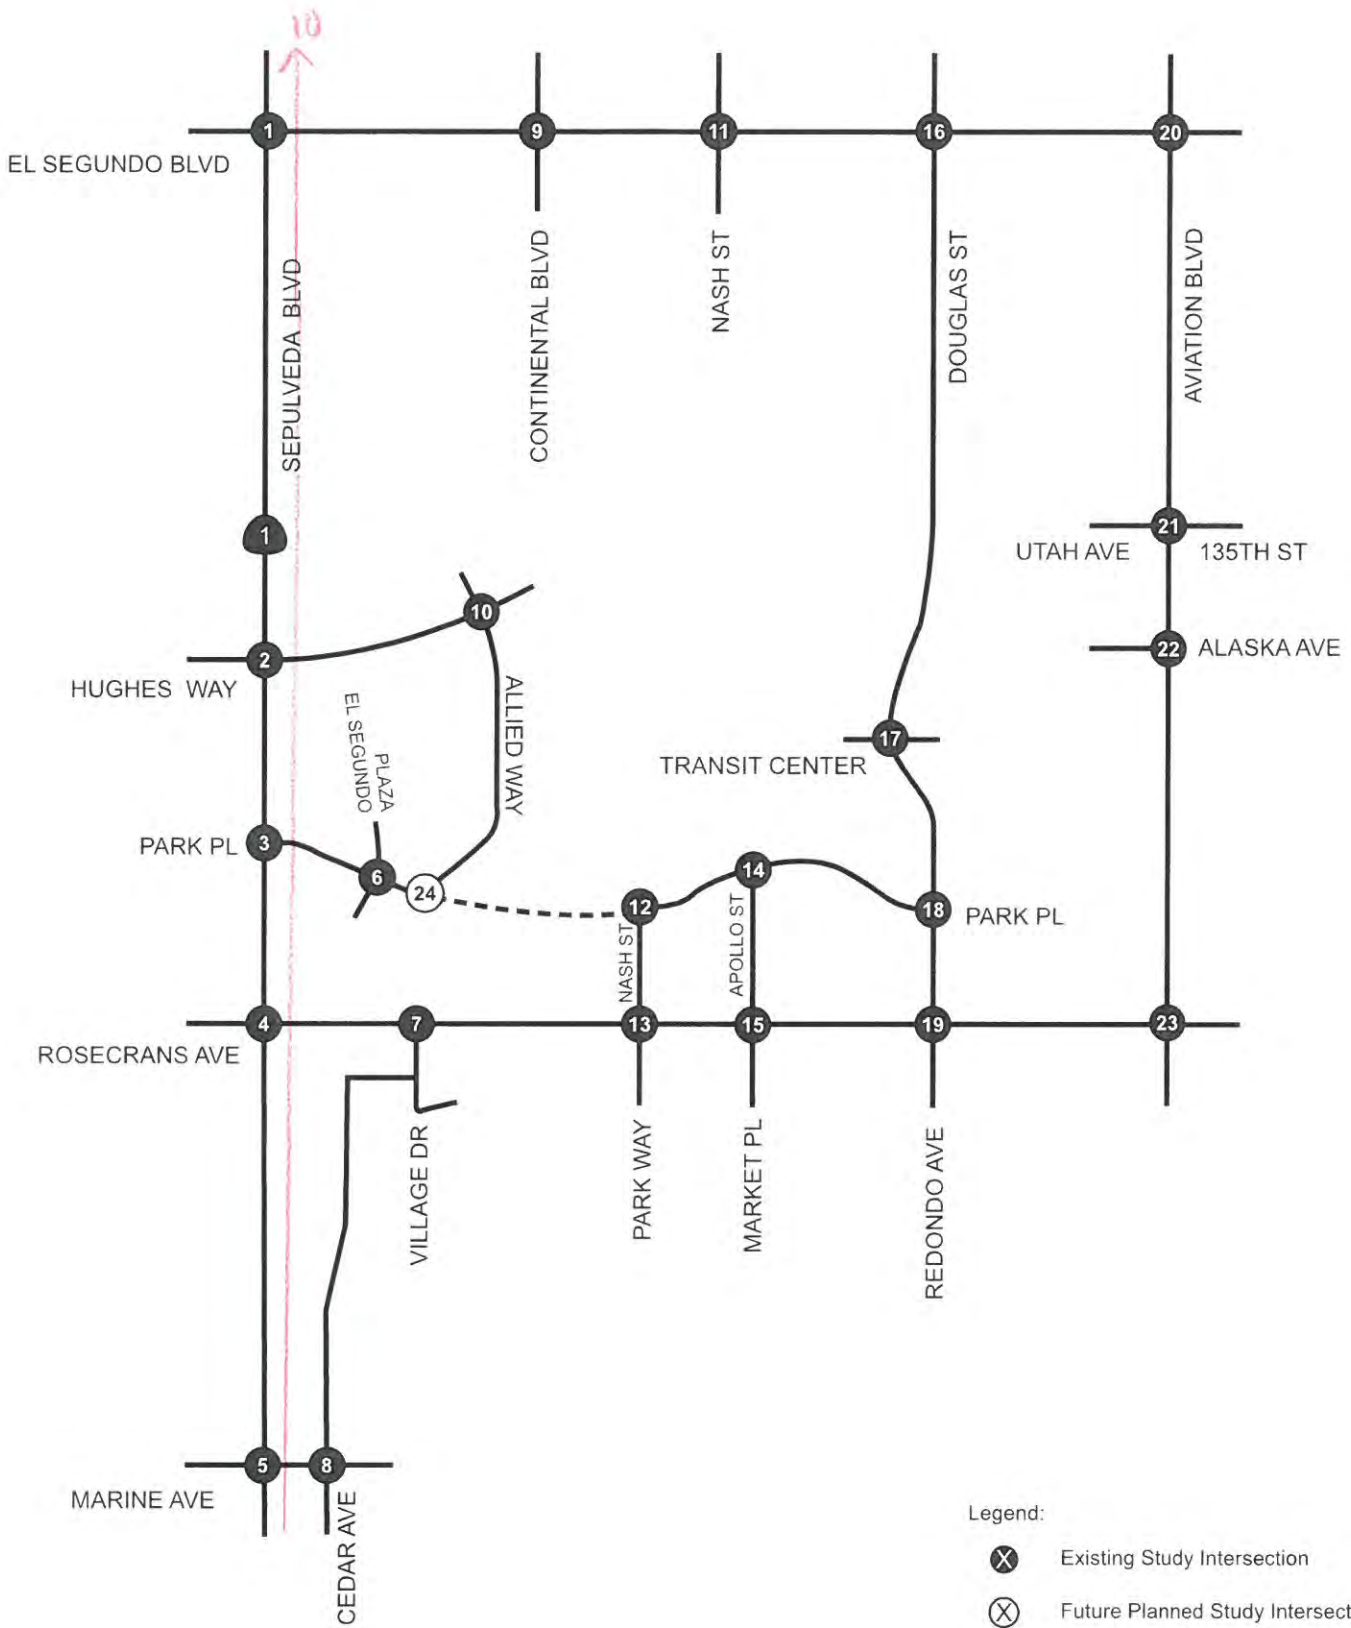 10
1
9
11
16
20
EL SEGUNDO BLVD
SEPULVEDA BLVD
CONTINENTAL BLVD
NASH ST
DOUGLAS ST
AVIATION BLVD
1
21
UTAH AVE
135TH ST
10
2
22
ALASKA AVE
HUGHES WAY
ALLIED WAY
PLAZA
EL SEGUNDO
17
TRANSIT CENTER
3
PARK PL
6
24
12
14
18
PARK PL
NASH ST
APOLLO ST
4
7
13
15
19
23
ROSECRANS AVE
VILLAGE DR
PARK WAY
MARKET PL
REDONDO AVE
5
8
MARINE AVE
CEDAR AVE
Legend:
X Existing Study Intersection
X Future Planned Study Intersect